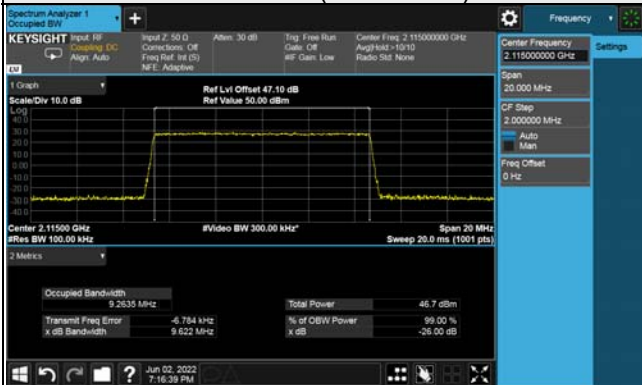 Spectrum Analyzer 1
Occupied BW
Frequency
KEYSIGHT
Input: RF
Coupling: DC
Align: Auto
Input Z: 50 Ω
Corrections: Off
Freq Ref: Int (S)
NFE: Adaptive
Atten: 30 dB
Trig: Free Run
Gate: Off
#IF Gain: Low
Center Freq: 2.115000000 GHz
Avg|Hold:>10/10
Radio Std: None
LXI
Center Frequency
2.115000000 GHz
Settings
Span
20.000 MHz
CF Step
2.000000 MHz
Auto
Man
Freq Offset
0 Hz
1 Graph
Scale/Div 10.0 dB
Ref Lvl Offset 47.10 dB
Ref Value 50.00 dBm
Log
40.0
30.0
20.0
10.0
0.00
-10.0
-20.0
-30.0
-40.0
Center 2.11500 GHz
#Res BW 100.00 kHz
#Video BW 300.00 kHz*
Span 20 MHz
Sweep 20.0 ms (1001 pts)
2 Metrics
Occupied Bandwidth
9.2635 MHz
Total Power 46.7 dBm
Transmit Freq Error -6.784 kHz
% of OBW Power 99.00 %
x dB Bandwidth 9.622 MHz
x dB -26.00 dB
Jun 02, 2022
7:16:39 PM